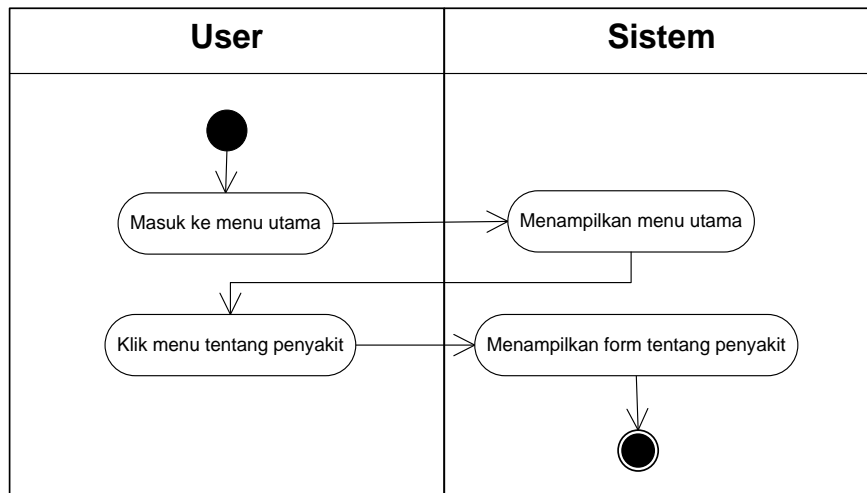 User
Sistem
Masuk ke menu utama
Menampilkan menu utama
Klik menu tentang penyakit
Menampilkan form tentang penyakit